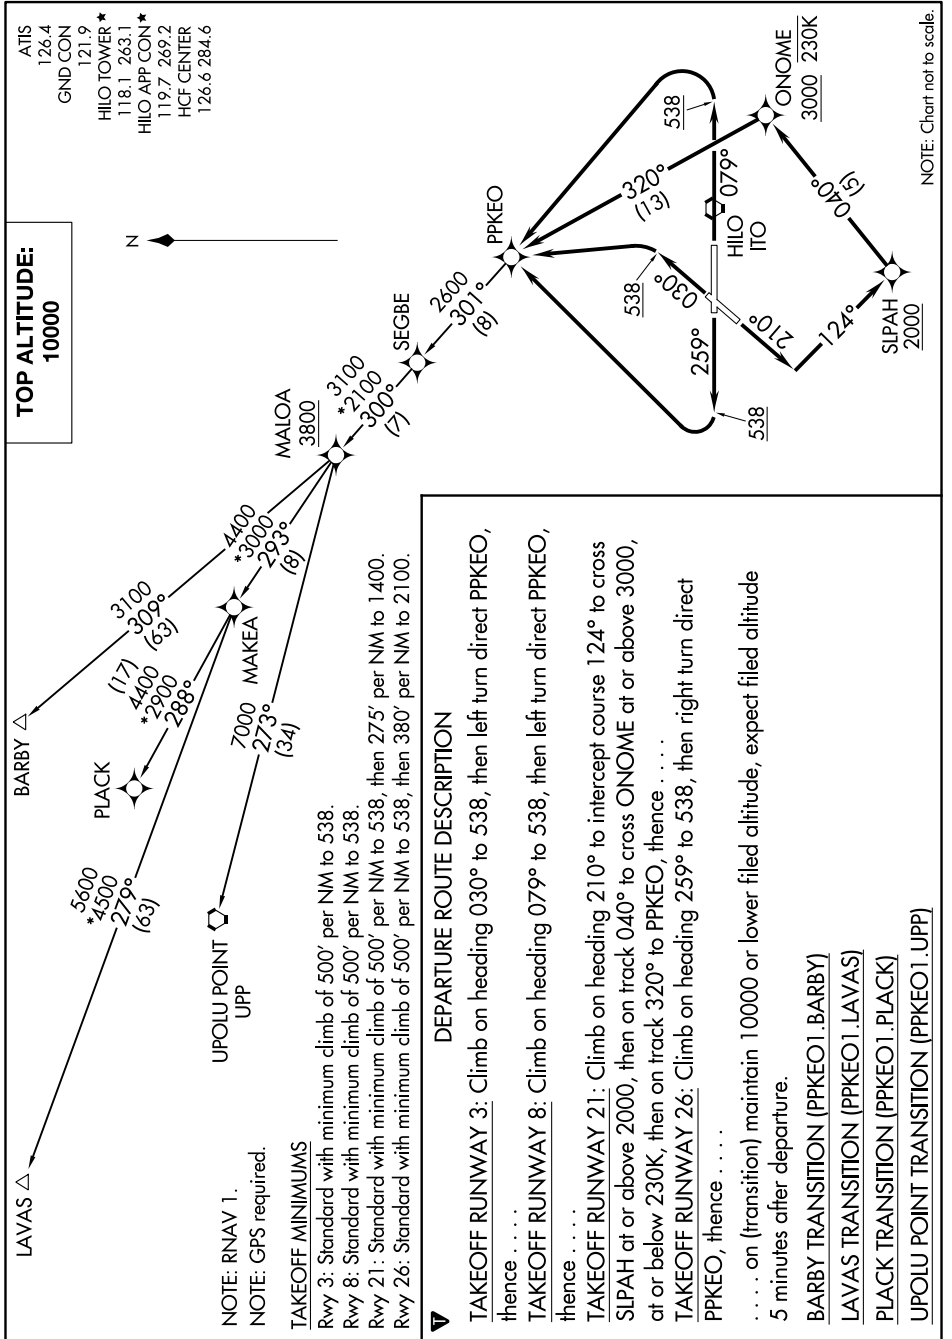 TOP ALTITUDE:
10000
ATIS
126.4
GND CON
121.9
HILO TOWER★
118.1 263.1
HILO APP CON★
119.7 269.2
HCF CENTER
126.6 284.6
N
LAVAS
5600
*4500
279°
(63)
BARBY
3100
309°
(63)
PLACK
(17)
4400
*2900
288°
MAKEA
4400
*3000
293°
(8)
UPOLU POINT
UPP
7000
273°
(34)
MALOA
3800
3100
*2100
300°
(7)
SEGBE
2600
301°
(8)
PPKEO
320°
(13)
538
079°
HILO
ITO
538
030°
210°
259°
538
124°
SLPAH
2000
040°
(5)
ONOME
3000 230K
NOTE: Chart not to scale.
NOTE: RNAV 1.
NOTE: GPS required.
TAKEOFF MINIMUMS
Rwy 3: Standard with minimum climb of 500' per NM to 538.
Rwy 8: Standard with minimum climb of 500' per NM to 538.
Rwy 21: Standard with minimum climb of 500' per NM to 538, then 275' per NM to 1400.
Rwy 26: Standard with minimum climb of 500' per NM to 538, then 380' per NM to 2100.
T
DEPARTURE ROUTE DESCRIPTION
TAKEOFF RUNWAY 3: Climb on heading 030° to 538, then left turn direct PPKEO,
thence . . . .
TAKEOFF RUNWAY 8: Climb on heading 079° to 538, then left turn direct PPKEO,
thence . . . .
TAKEOFF RUNWAY 21: Climb on heading 210° to intercept course 124° to cross
SLPAH at or above 2000, then on track 040° to cross ONOME at or above 3000,
at or below 230K, then on track 320° to PPKEO, thence . . . .
TAKEOFF RUNWAY 26: Climb on heading 259° to 538, then right turn direct
PPKEO, thence . . . .
. . . . on (transition) maintain 10000 or lower filed altitude, expect filed altitude
5 minutes after departure.
BARBY TRANSITION (PPKEO1.BARBY)
LAVAS TRANSITION (PPKEO1.LAVAS)
PLACK TRANSITION (PPKEO1.PLACK)
UPOLU POINT TRANSITION (PPKEO1.UPP)